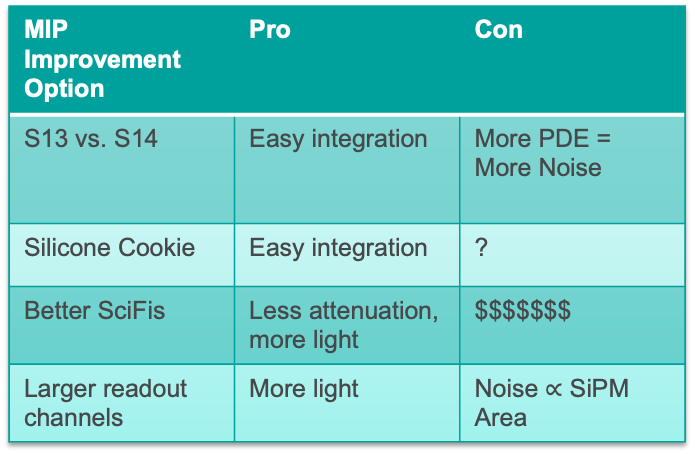 MIP
Improvement
Option
Pro
Con
S13 vs. S14
Easy integration
More PDE =
More Noise
Silicone Cookie
Easy integration
?
Better SciFis
Less attenuation,
more light
$$$$$$$
Larger readout
channels
More light
Noise ∝ SiPM
Area